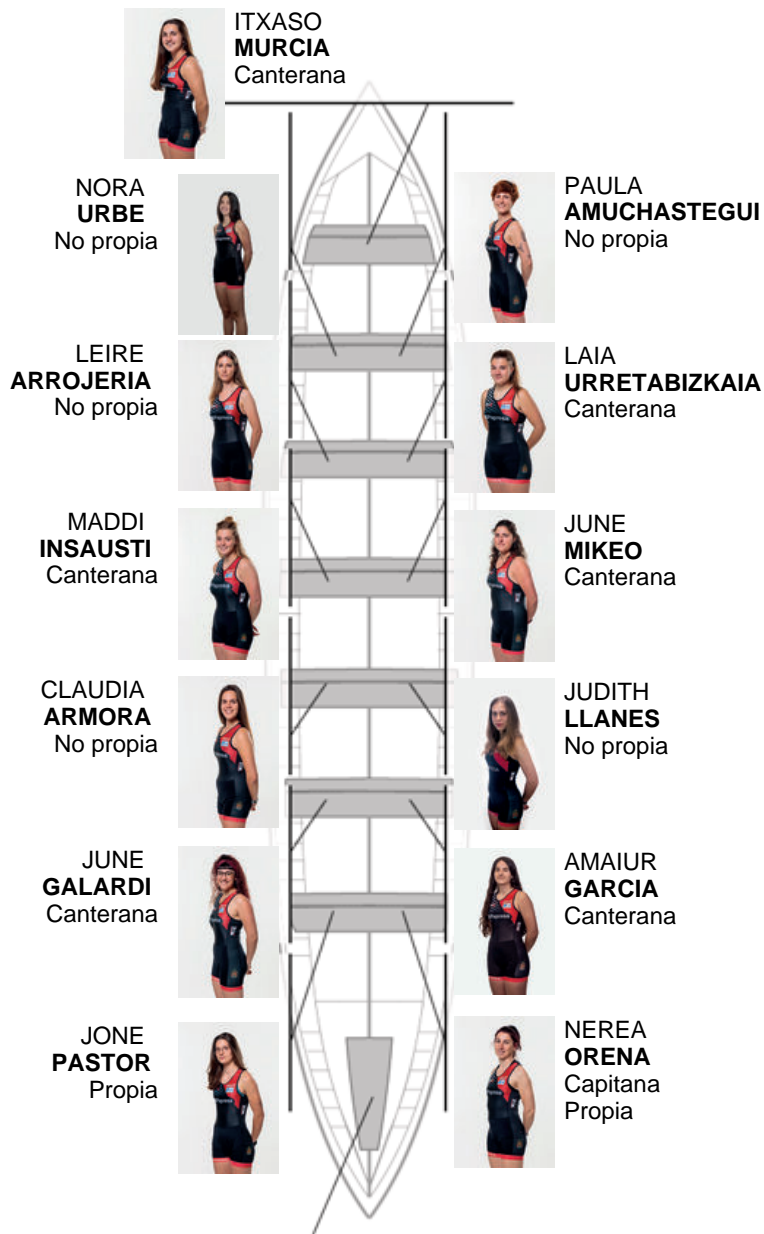 ITXASO
MURCIA
Canterana
NORA
URBE
No propia
PAULA
AMUCHASTEGUI
No propia
LEIRE
ARROJERIA
No propia
LAIA
URRETABIZKAIA
Canterana
MADDI
INSAUSTI
Canterana
JUNE
MIKEO
Canterana
CLAUDIA
ARMORA
No propia
JUDITH
LLANES
No propia
JUNE
GALARDI
Canterana
AMAIUR
GARCIA
Canterana
JONE
PASTOR
Propia
NEREA
ORENA
Capitana
Propia